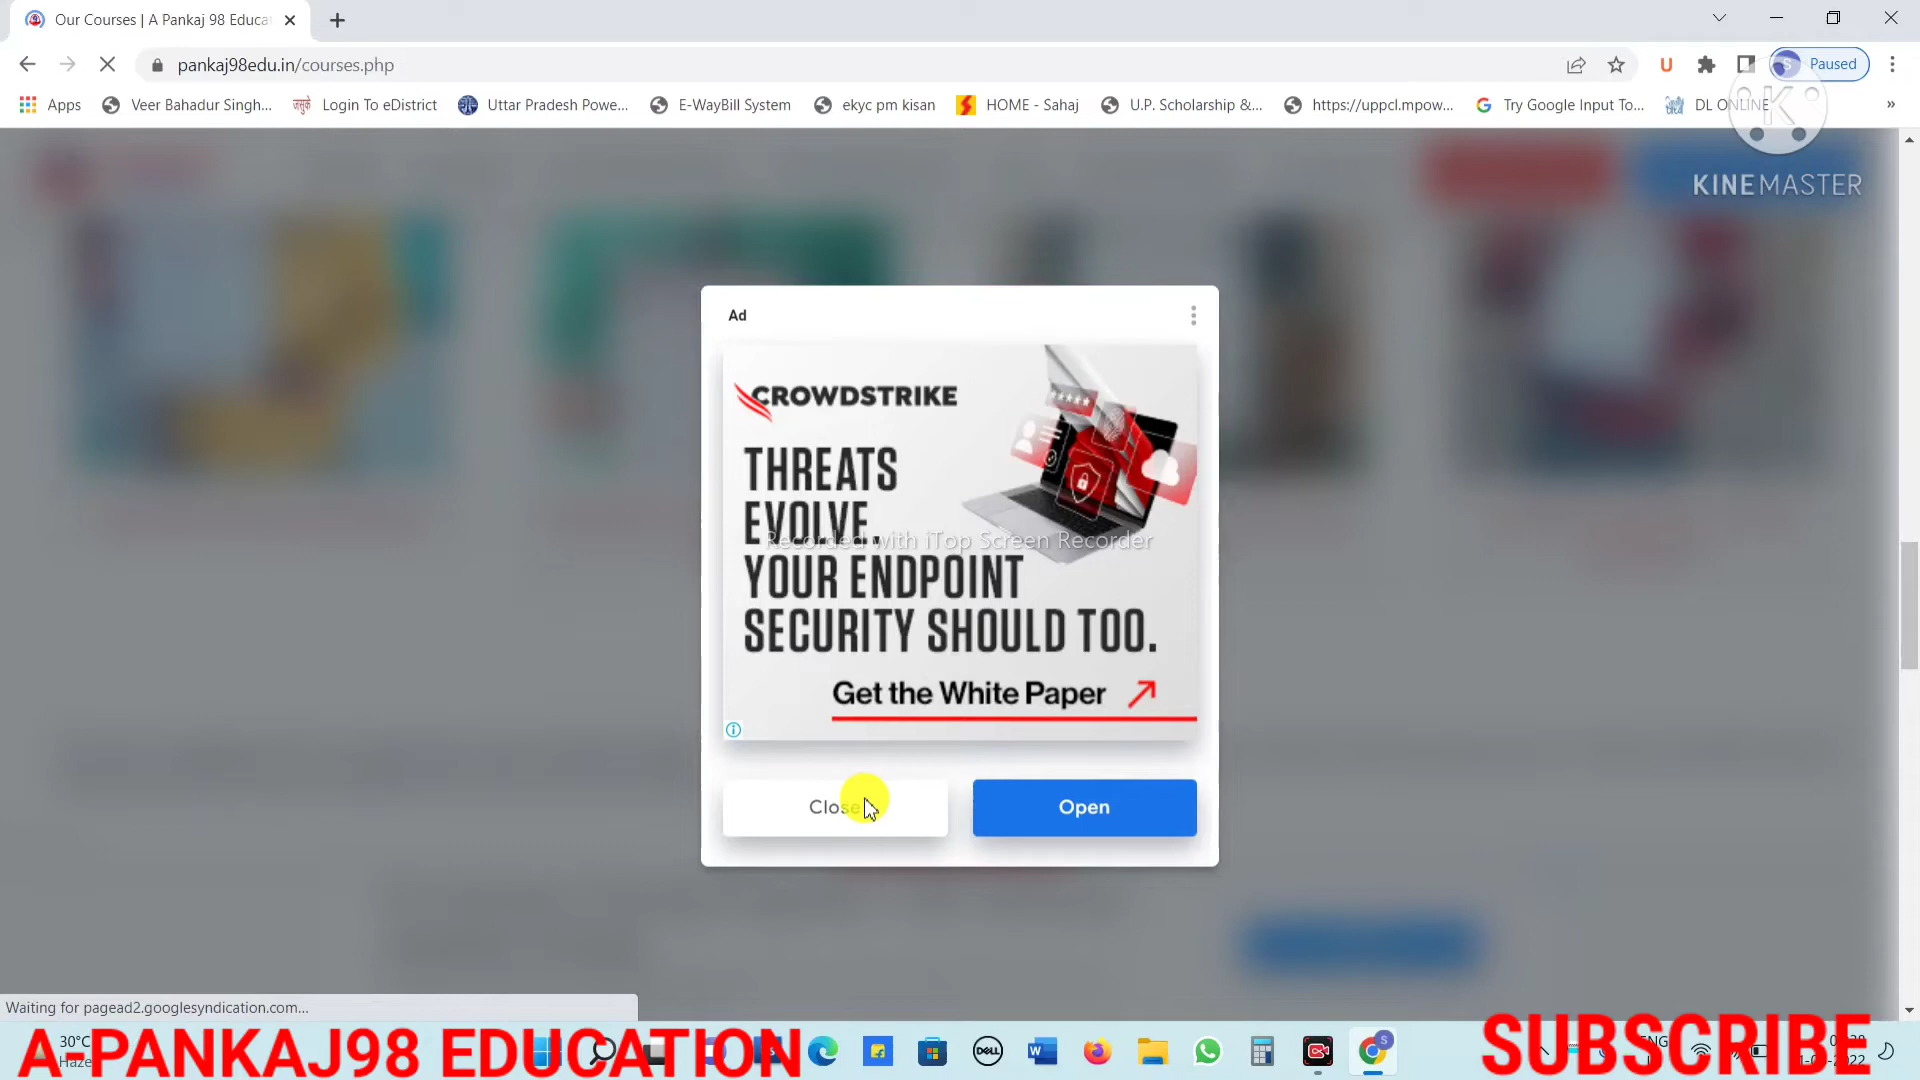 Our Courses | A Pankaj 98 Educa
pankaj98edu.in/courses.php
Paused
Apps
Veer Bahadur Singh...
Login To eDistrict
Uttar Pradesh Powe...
E-WayBill System
ekyc pm kisan
HOME - Sahaj
U.P. Scholarship &...
https://uppcl.mpow...
Try Google Input To...
DL ONLINE
»
KINEMASTER
Ad
CROWDSTRIKE
THREATS
EVOLVE.
Recorded with iTop Screen Recorder
YOUR ENDPOINT
SECURITY SHOULD TOO.
Get the White Paper
Close
Open
Waiting for pagead2.googlesyndication.com...
30°C
Haze
A-PANKAJ98 EDUCATION
DELL
ENG
SUBSCRIBE